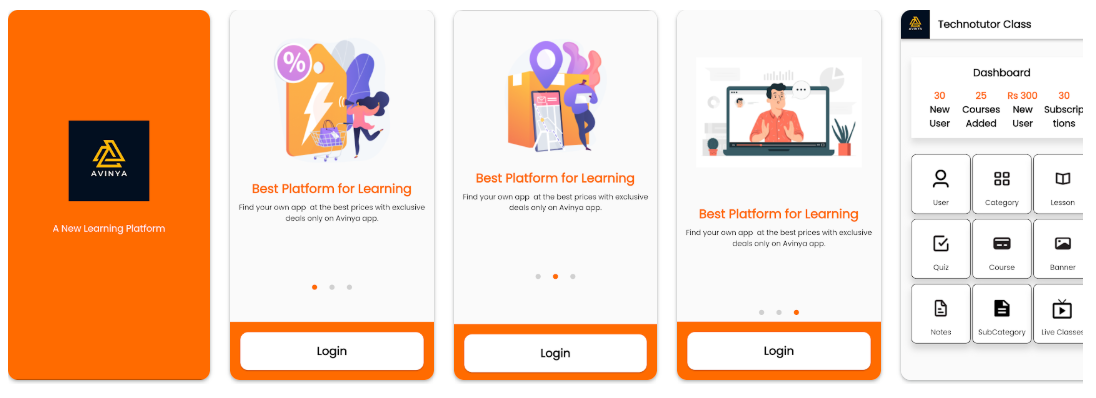 AVINYA
A New Learning Platform
%
Best Platform for Learning
Find your own app at the best prices with exclusive
deals only on Avinya app.
Login
Best Platform for Learning
Find your own app at the best prices with exclusive
deals only on Avinya app.
Login
Best Platform for Learning
Find your own app at the best prices with exclusive
deals only on Avinya app.
Login
AVINYA
Technotutor Class
Dashboard
30 25 Rs 300 30
New Courses New Subscrip
User Added User tions
User Category Lesson
Quiz Course Banner
Notes SubCategory Live Classes